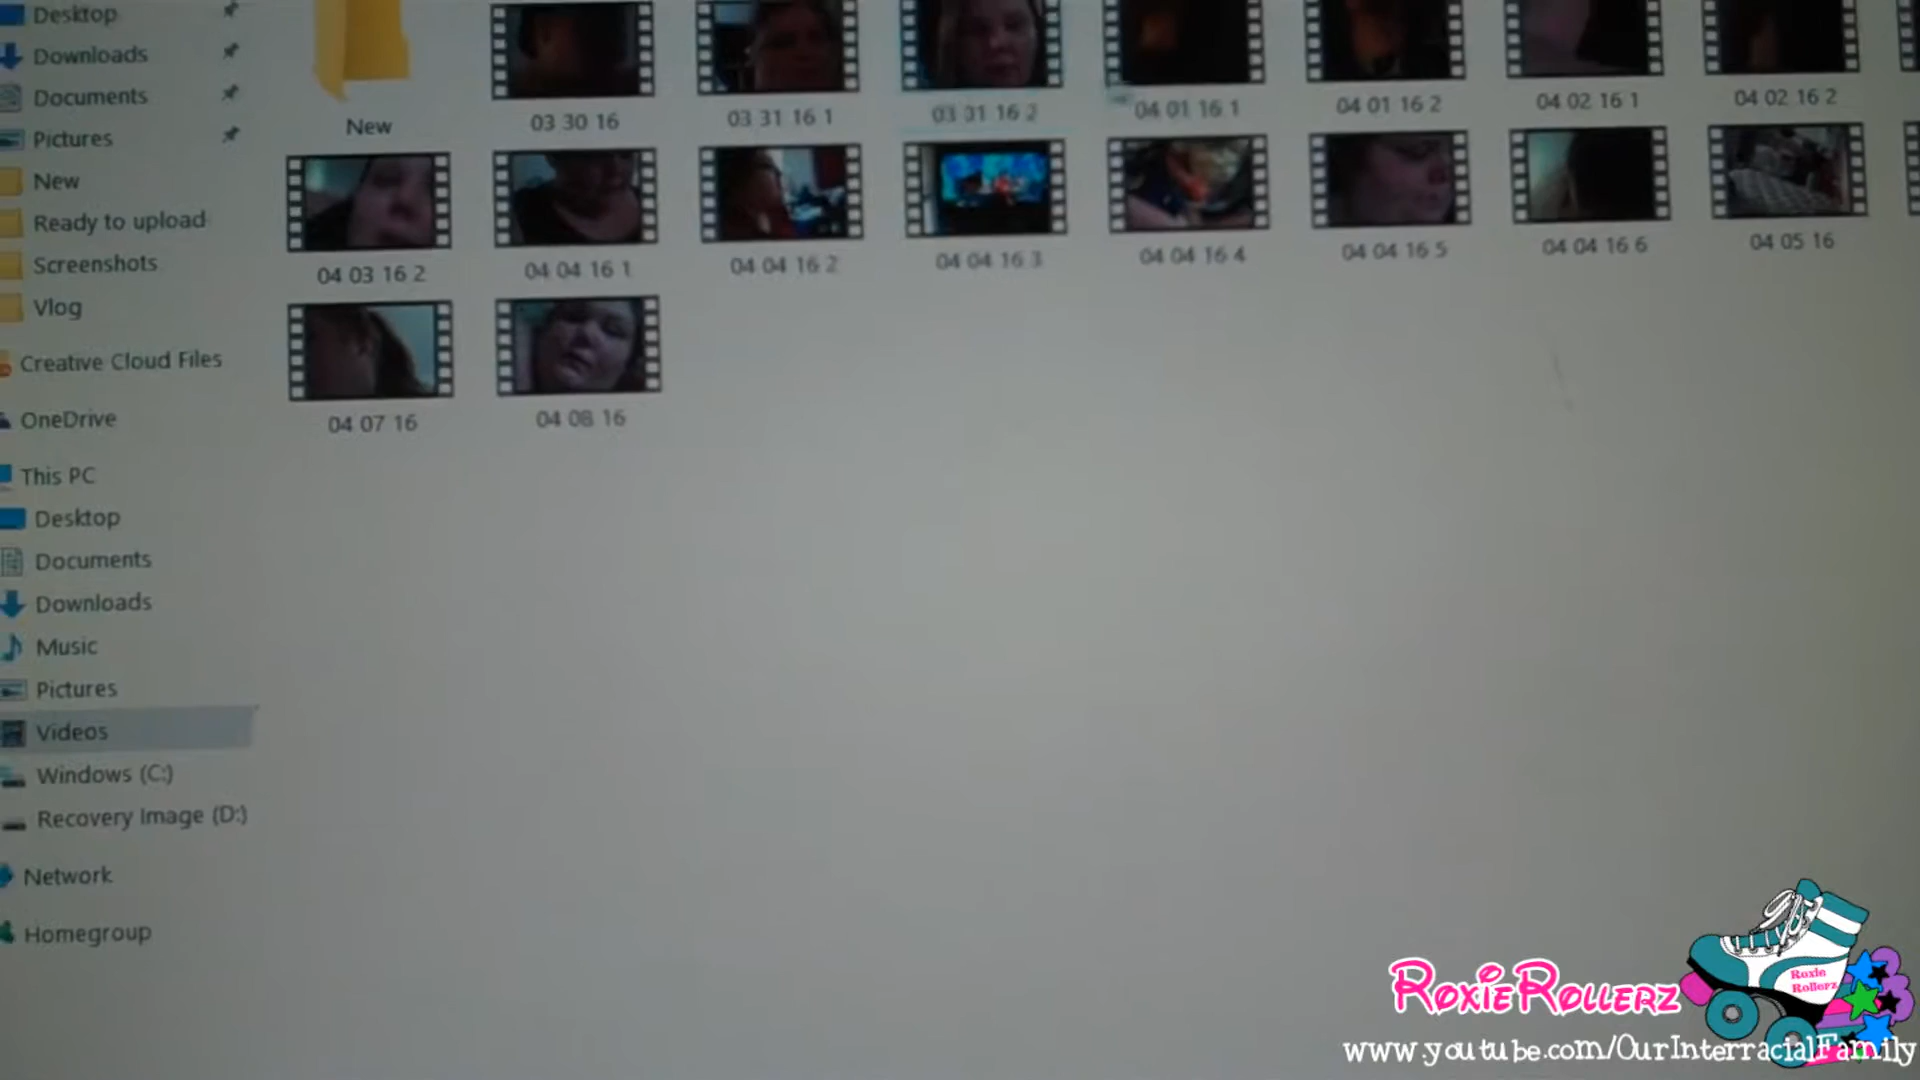 Desktop
Downloads
Documents
Pictures
New
Ready to upload
Screenshots
Vlog
Creative Cloud Files
OneDrive
This PC
Desktop
Documents
Downloads
Music
Pictures
Videos
Windows (C:)
Recovery Image (D:)
Network
Homegroup
New
03 30 16
03 31 16 1
03 31 16 2
04 01 16 1
04 01 16 2
04 02 16 1
04 02 16 2
04 03 16 2
04 04 16 1
04 04 16 2
04 04 16 3
04 04 16 4
04 04 16 5
04 04 16 6
04 05 16
04 07 16
04 08 16
Roxie
Rollerz
RoxieRollerz
www.youtube.com/OurInterracialFamily